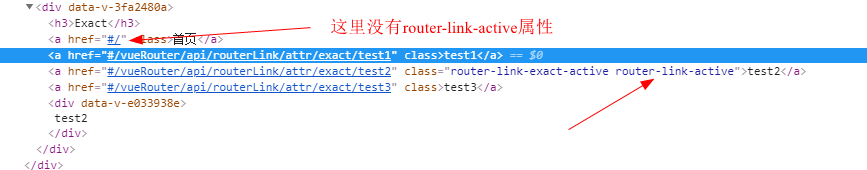 <div data-v-3fa2480a>
<h3>Exact</h3>
这里没有router-link-active属性
<a href="#/" class>首页</a>
<a href="#/vueRouter/api/routerLink/attr/exact/test1" class>test1</a> == $0
<a href="#/vueRouter/api/routerLink/attr/exact/test2" class="router-link-exact-active router-link-active">test2</a>
<a href="#/vueRouter/api/routerLink/attr/exact/test3" class>test3</a>
<div data-v-e033938e>
test2
</div>
</div>
</div>